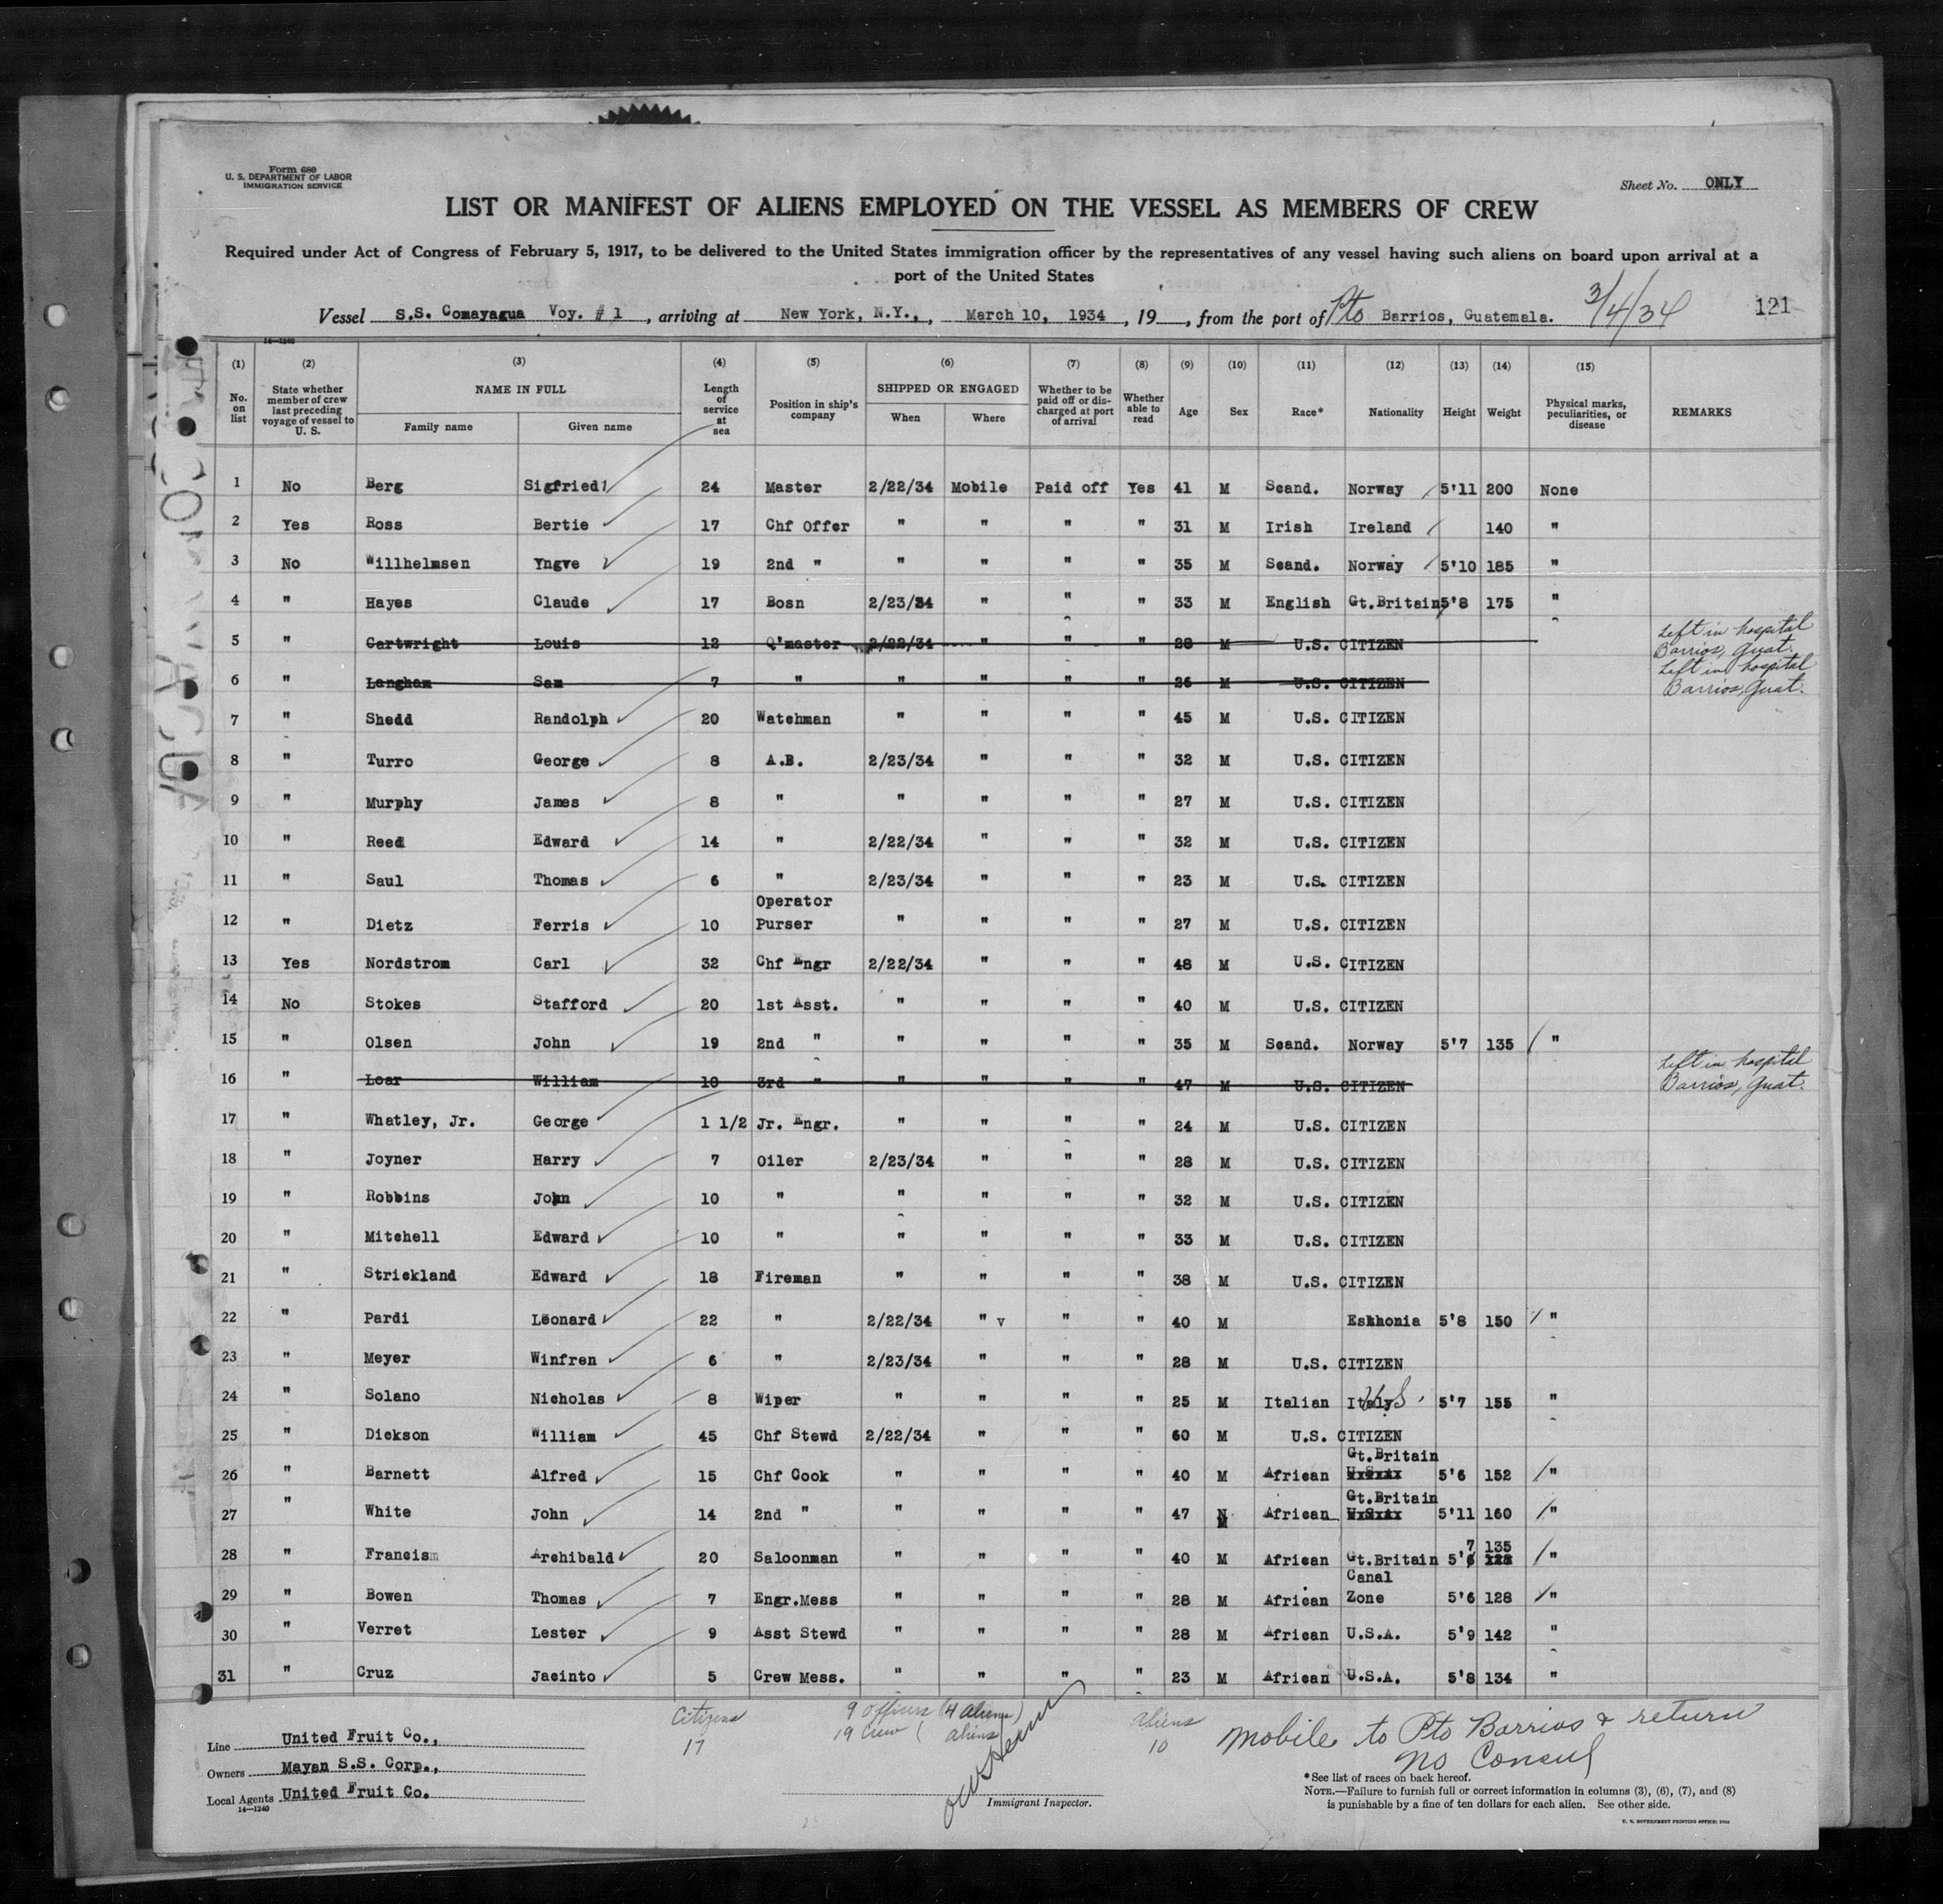 Form 680
U. S. DEPARTMENT OF LABOR
IMMIGRATION SERVICE
Sheet No. ONLY
LIST OR MANIFEST OF ALIENS EMPLOYED ON THE VESSEL AS MEMBERS OF CREW
Required under Act of Congress of February 5, 1917, to be delivered to the United States immigration officer by the representatives of any vessel having such aliens on board upon arrival at a
port of the United States
Vessel S.S. Comayagua Voy. #1, arriving at New York, N.Y., , March 10, 1934, 19 , from the port of Pto Barrios, Guatemala. 3/4/34 121
14—1240
(1) No. on list
(2) State whether member of crew last preceding voyage of vessel to U. S.
(3) NAME IN FULL
Family name Given name
(4) Length of service at sea
(5) Position in ship's company
(6) SHIPPED OR ENGAGED
When Where
(7) Whether to be paid off or discharged at port of arrival
(8) Whether able to read
(9) Age
(10) Sex
(11) Race*
(12) Nationality
(13) Height
(14) Weight
(15) Physical marks, peculiarities, or disease
REMARKS
1 No Berg Sigfried 24 Master 2/22/34 Mobile Paid off Yes 41 M Scand. Norway 5'11 200 None
2 Yes Ross Bertie 17 Chf Offer " " " " 31 M Irish Ireland 140 "
3 No Willhelmsen Yngve 19 2nd " " " " " 35 M Scand. Norway 5'10 185 "
4 " Hayes Claude 17 Bosn 2/23/34 " " " 33 M English Gt.Britain 5'8 175 "
5 " Cartwright Louis 12 Q'master 2/22/34 " " " 28 M U.S. CITIZEN Left in hospital Barrios, Guat.
6 " Langham Sam 7 " " " " " 26 M U.S. CITIZEN Left in hospital Barrios, Guat.
7 " Shedd Randolph 20 Watchman " " " " 45 M U.S. CITIZEN
8 " Turro George 8 A.B. 2/23/34 " " " 32 M U.S. CITIZEN
9 " Murphy James 8 " " " " " 27 M U.S. CITIZEN
10 " Reed Edward 14 " 2/22/34 " " " 32 M U.S. CITIZEN
11 " Saul Thomas 6 " 2/23/34 " " " 23 M U.S. CITIZEN
12 " Dietz Ferris 10 Operator Purser " " " " 27 M U.S. CITIZEN
13 Yes Nordstrom Carl 32 Chf Engr 2/22/34 " " " 48 M U.S. CITIZEN
14 No Stokes Stafford 20 1st Asst. " " " " 40 M U.S. CITIZEN
15 " Olsen John 19 2nd " " " " " 35 M Scand. Norway 5'7 135 "
16 " Loar William 10 3rd " " " " " 47 M U.S. CITIZEN Left in hospital Barrios, Guat.
17 " Whatley, Jr. George 1 1/2 Jr. Engr. " " " " 24 M U.S. CITIZEN
18 " Joyner Harry 7 Oiler 2/23/34 " " " 28 M U.S. CITIZEN
19 " Robbins John 10 " " " " " 32 M U.S. CITIZEN
20 " Mitchell Edward 10 " " " " " 33 M U.S. CITIZEN
21 " Strickland Edward 18 Fireman " " " " 38 M U.S. CITIZEN
22 " Pardi Leonard 22 " 2/22/34 " v " " 40 M Esthonia 5'8 150 "
23 " Meyer Winfren 6 " 2/23/34 " " " 28 M U.S. CITIZEN
24 " Solano Nicholas 8 Wiper " " " " 25 M Italian Italy US 5'7 155 "
25 " Dickson William 45 Chf Stewd 2/22/34 " " " 60 M U.S. CITIZEN
26 " Barnett Alfred 15 Chf Cook " " " " 40 M African Gt.Britain 5'6 152 "
27 " White John 14 2nd " " " " " 47 M African Gt.Britain 5'11 160 "
28 " Francis Archibald 20 Saloonman " " " " 40 M African Gt.Britain 5'7 135 "
29 " Bowen Thomas 7 Engr.Mess " " " " 28 M African Canal Zone 5'6 128 "
30 " Verret Lester 9 Asst Stewd " " " " 28 M African U.S.A. 5'9 142 "
31 " Cruz Jacinto 5 Crew Mess. " " " " 23 M African U.S.A. 5'8 134 "
Citizens 17
9 officers (4 aliens)
19 Crew ( aliens
aliens 10
Mobile to Pto Barrios & return
No Consul
Line United Fruit Co.,
Owners Mayan S.S. Corp.,
Local Agents United Fruit Co.
14—1240
Immigrant Inspector.
*See list of races on back hereof.
NOTE.—Failure to furnish full or correct information in columns (3), (6), (7), and (8)
is punishable by a fine of ten dollars for each alien. See other side.